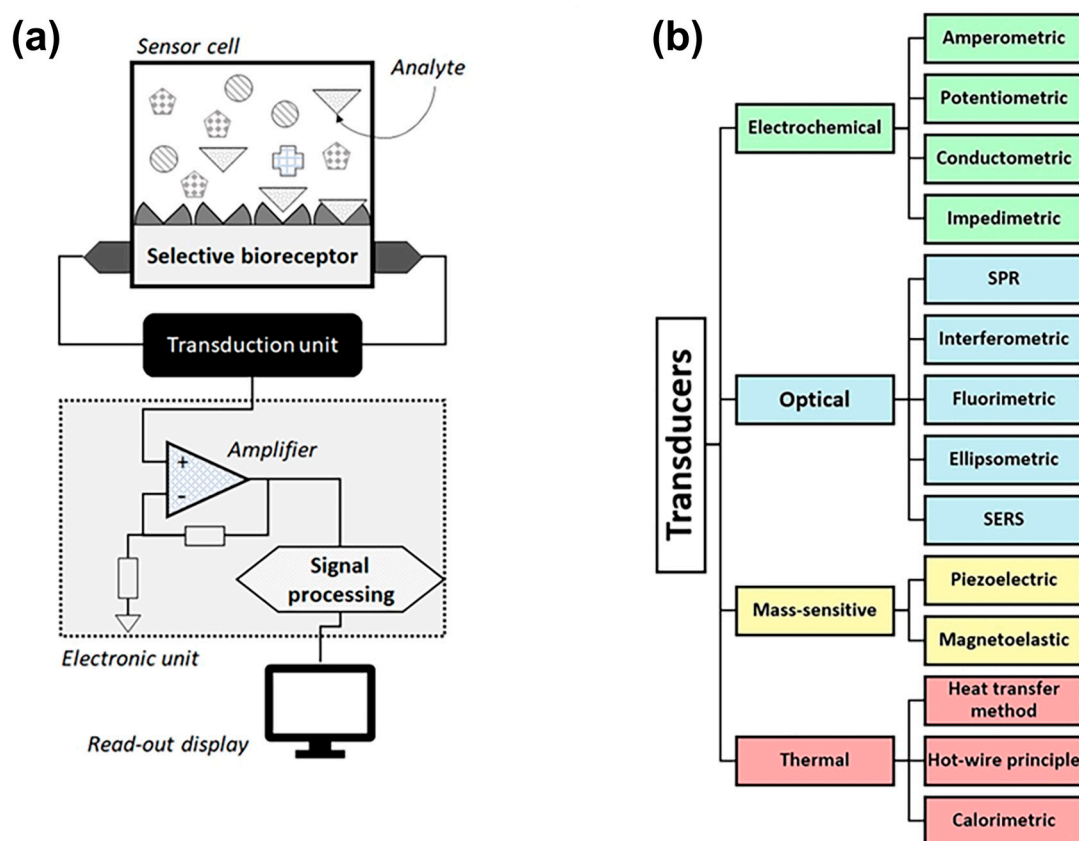 (a)
Sensor cell
Analyte
Selective bioreceptor
Transduction unit
Amplifier
+
−
Signal
processing
Electronic unit
Read-out display
(b)
Transducers
Electrochemical
Amperometric
Potentiometric
Conductometric
Impedimetric
Optical
SPR
Interferometric
Fluorimetric
Ellipsometric
SERS
Mass-sensitive
Piezoelectric
Magnetoelastic
Thermal
Heat transfer
method
Hot-wire principle
Calorimetric